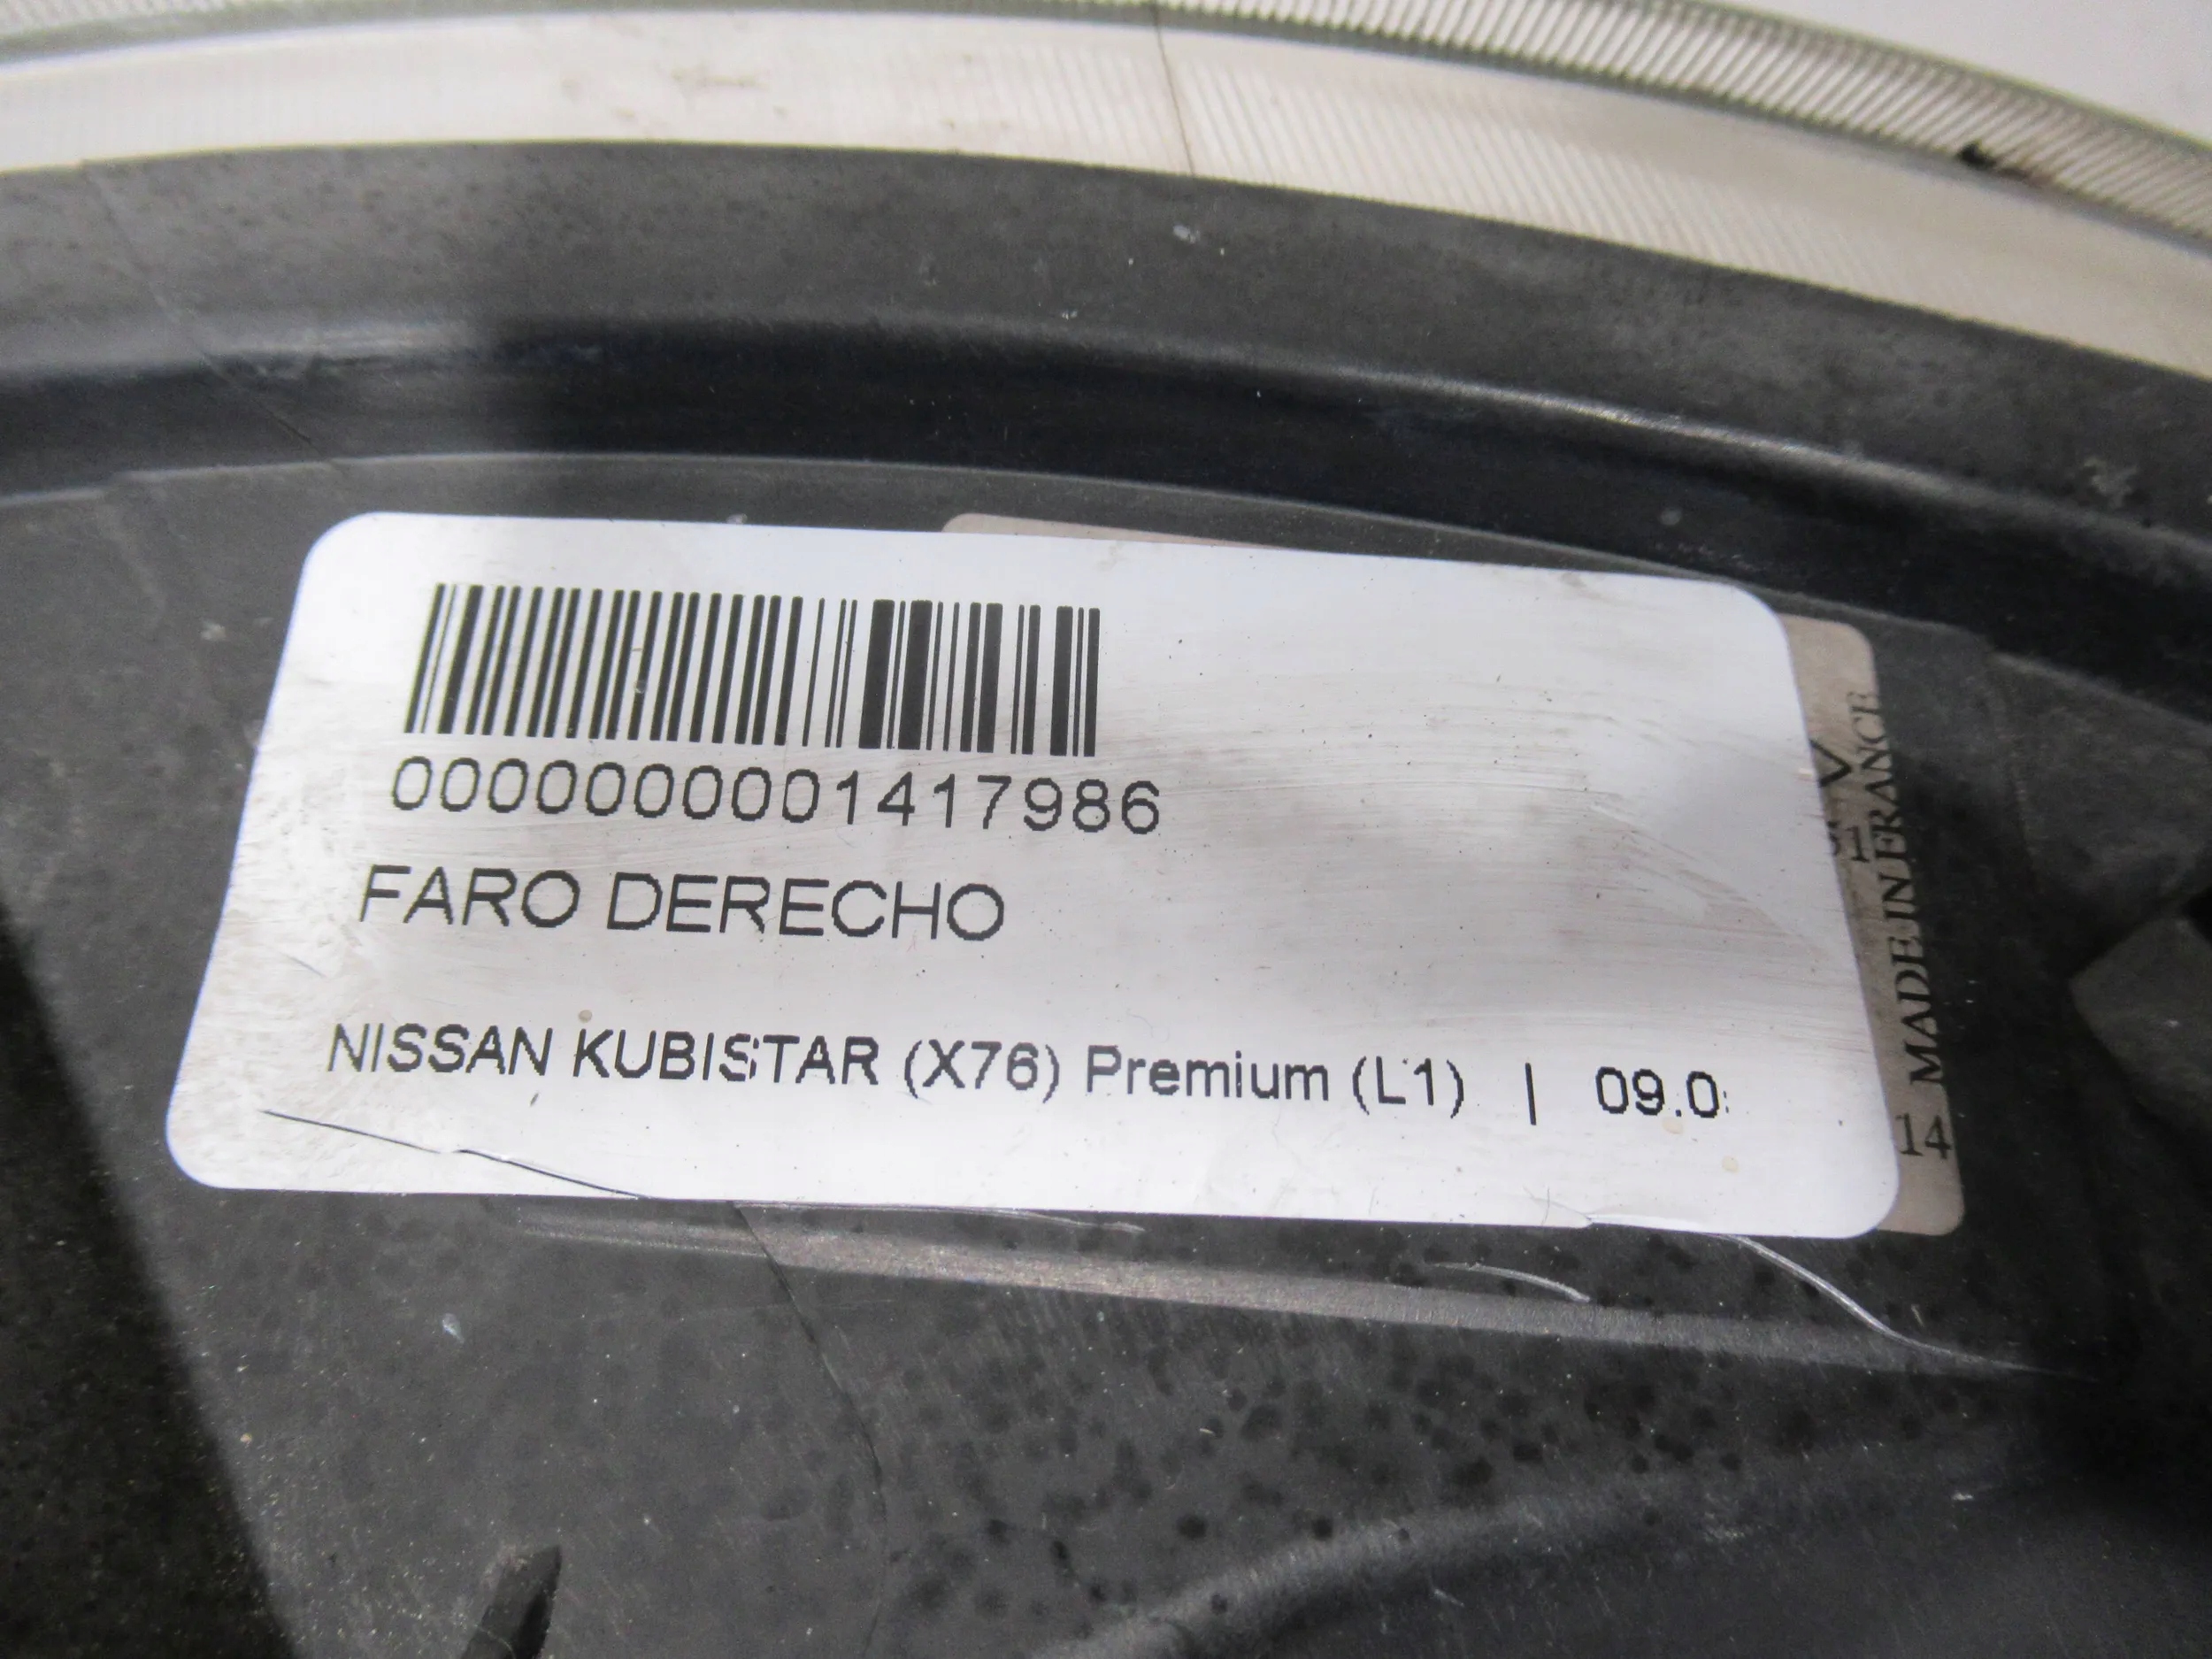 0000000001417986
FARO DERECHO
NISSAN KUBISTAR (X76) Premium (L1) | 09.0
V
MADE IN FRANCE
14